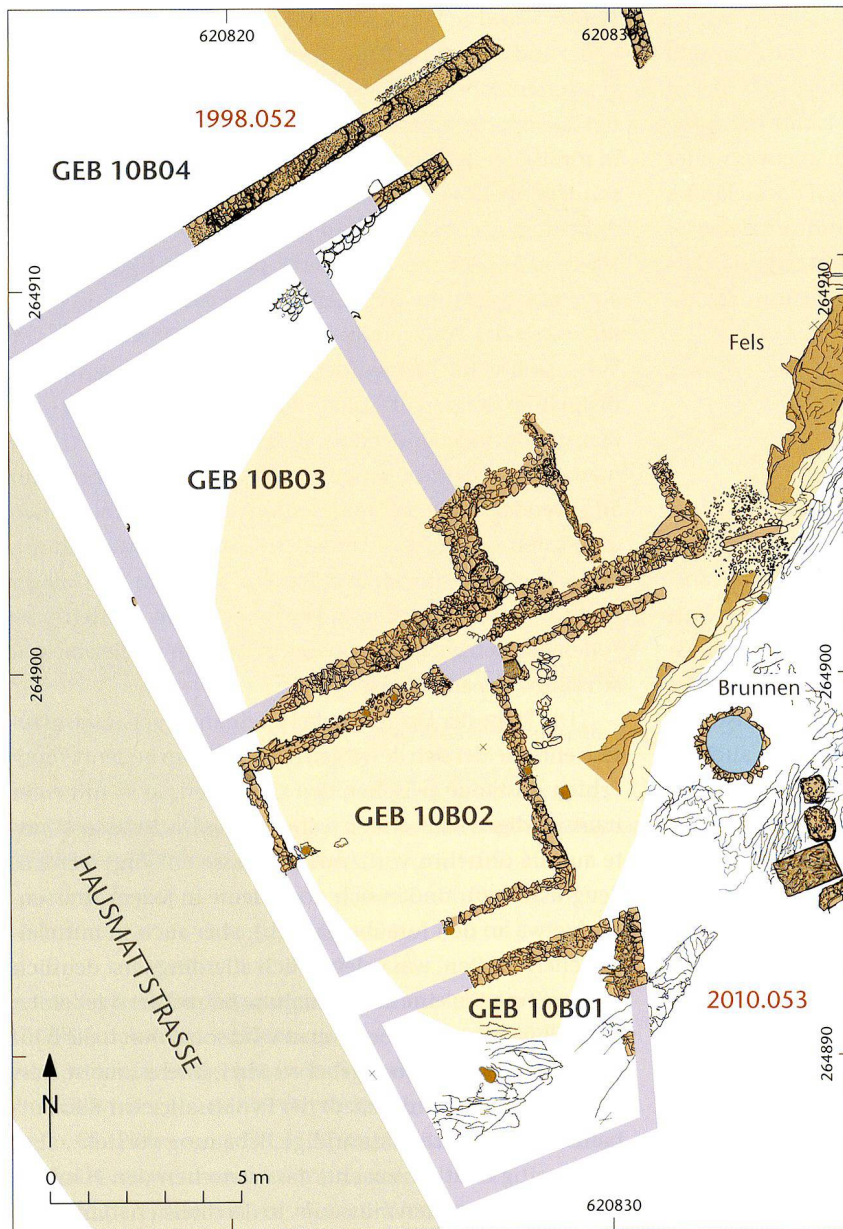 620820
620830
1998.052
GEB 10B04
264910
264910
Fels
GEB 10B03
264900
264900
Brunnen
GEB 10B02
HAUSMATTSTRASSE
GEB 10B01
2010.053
264890
N
0 5 m
620830